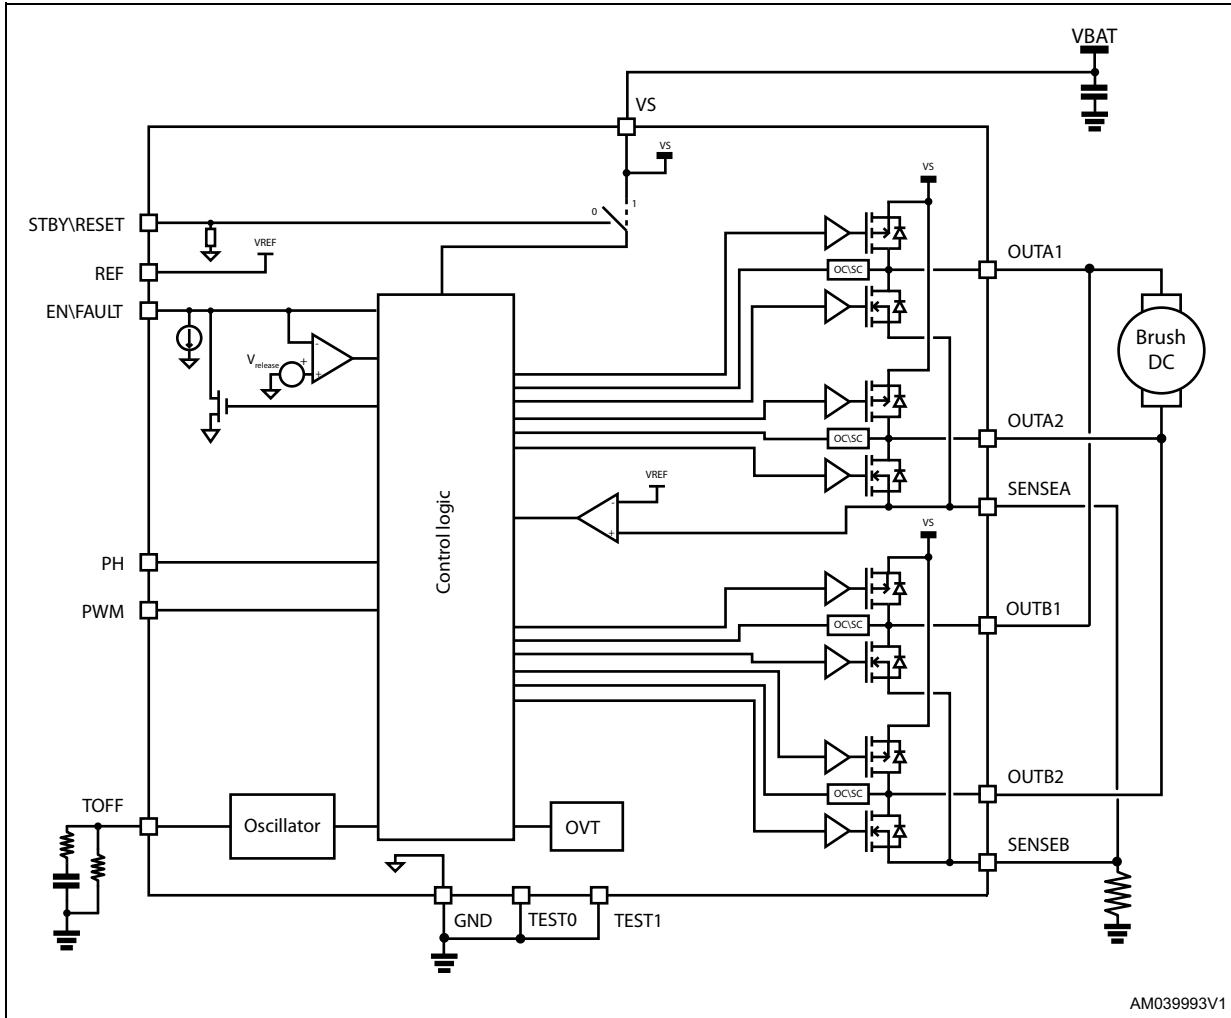 VBAT
VS
VS
STBY\RESET
0
1
VS
REF
VREF
OUTA1
OC\SC
EN\FAULT
Brush
DC
-
Vrelease
+
+
OUTA2
OC\SC
VREF
SENSEA
-
+
Control logic
VS
PH
PWM
OUTB1
OC\SC
OUTB2
OC\SC
TOFF
Oscillator
OVT
SENSEB
GND
TEST0
TEST1
AM039993V1